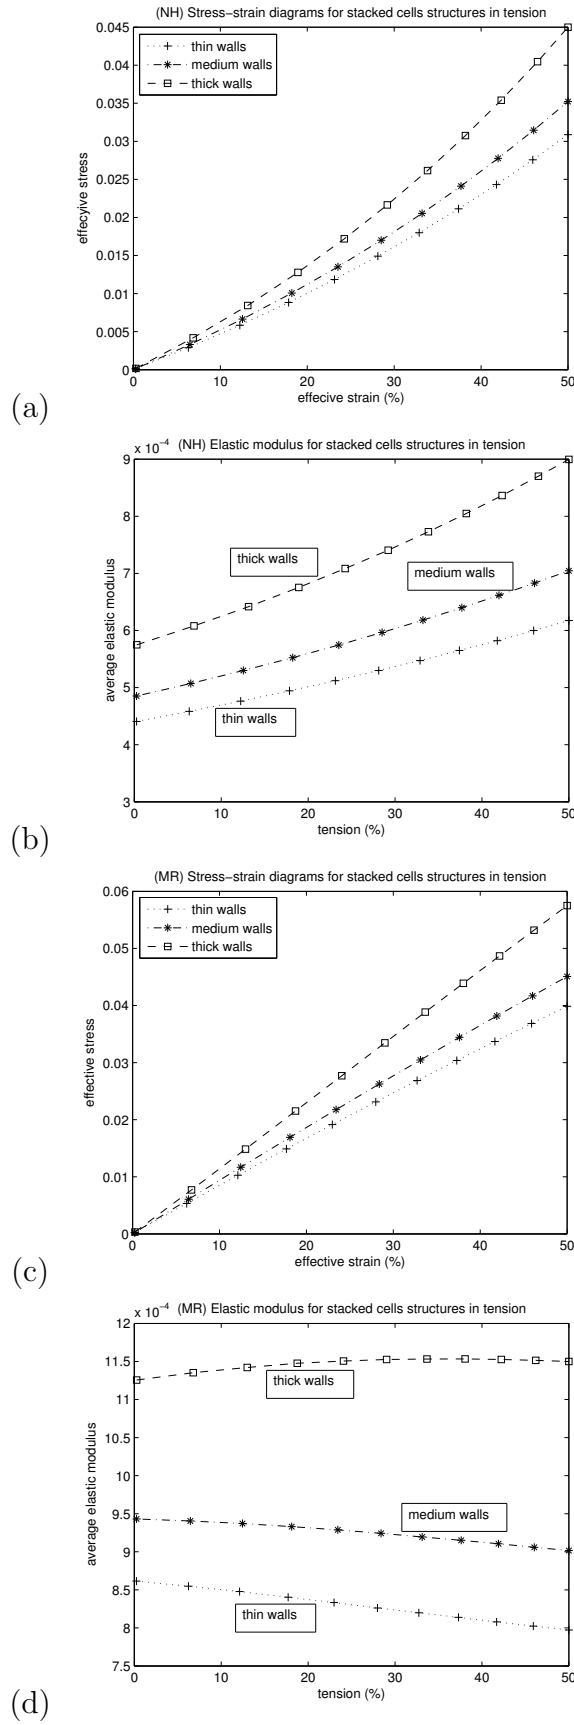 (NH) Stress−strain diagrams for stacked cells structures in tension
0.045
thin walls
medium walls
0.04
thick walls
0.035
0.03
effecyive stress
0.025
0.02
0.015
0.01
0.005
0
0 10 20 30 40 50
effecive strain (%)
(a)
x 10⁻⁴ (NH) Elastic modulus for stacked cells structures in tension
9
8
thick walls
medium walls
7
average elastic modulus
6
5
thin walls
4
3
0 10 20 30 40 50
tension (%)
(b)
(MR) Stress−strain diagrams for stacked cells structures in tension
0.06
thin walls
medium walls
0.05
thick walls
0.04
effective stress
0.03
0.02
0.01
0
0 10 20 30 40 50
effective strain (%)
(c)
x 10⁻⁴ (MR) Elastic modulus for stacked cells structures in tension
12
11.5
thick walls
11
10.5
average elastic modulus
10
9.5
medium walls
9
8.5
thin walls
8
7.5
0 10 20 30 40 50
tension (%)
(d)